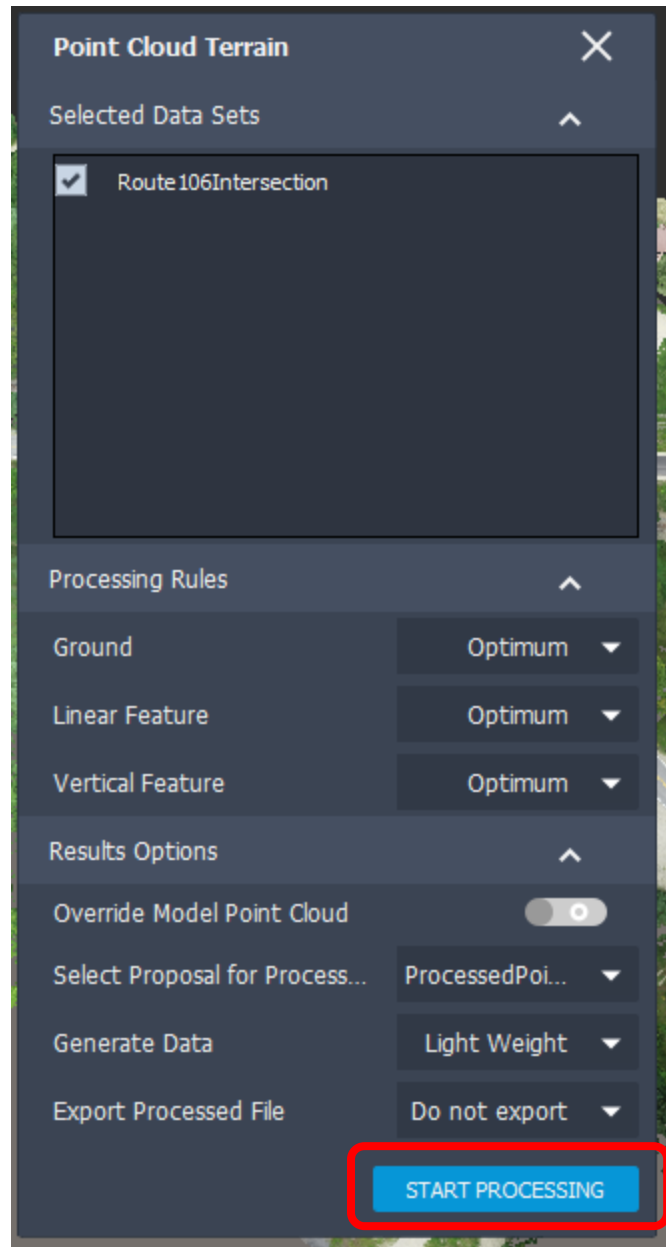 Point Cloud Terrain
Selected Data Sets
Route106Intersection
Processing Rules
Ground Optimum
Linear Feature Optimum
Vertical Feature Optimum
Results Options
Override Model Point Cloud
Select Proposal for Process... ProcessedPoi...
Generate Data Light Weight
Export Processed File Do not export
START PROCESSING